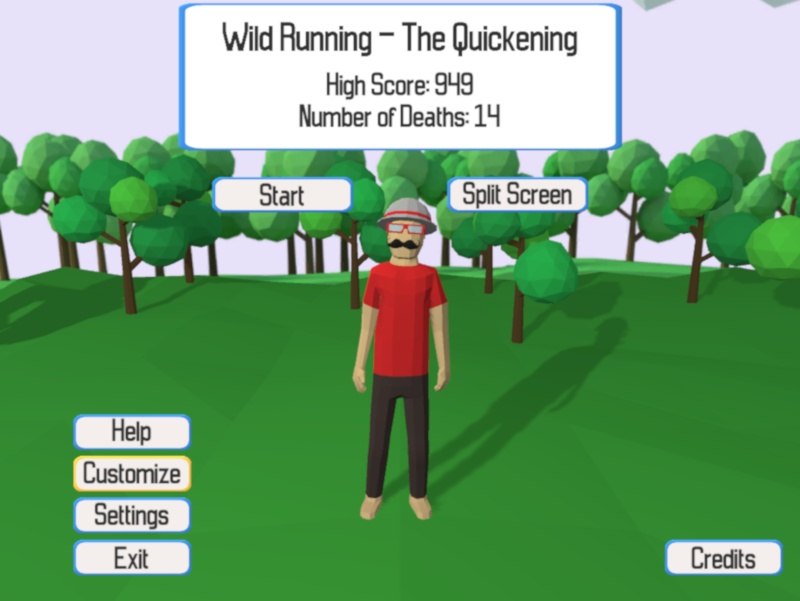 Wild Running - The Quickening
High Score: 949
Number of Deaths: 14
Start
Split Screen
Help
Customize
Settings
Exit
Credits